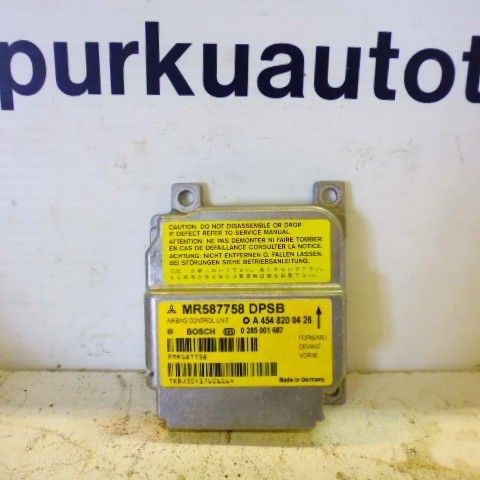 purkuautot
CAUTION: DO NOT DISASSEMBLE OR DROP.
IF DEFECT REFER TO SERVICE MANUAL.
ATTENTION: NE PAS DEMONTER NI FAIRE TOMBER.
EN CAS DE DEFAILLANCE CONSULTER LA NOTICE.
ACHTUNG: NICHT ENTFERNEN O. FALLEN LASSEN.
BEI STÖRUNGEN SIEHE BETRIEBSANLEITUNG.
MR587758 DPSB
AIRBAG CONTROL UNIT A 454 820 04 26
BOSCH 0 285 001 687
FORWARD
DEVANT
VORNE
PMR587758
Made in Germany